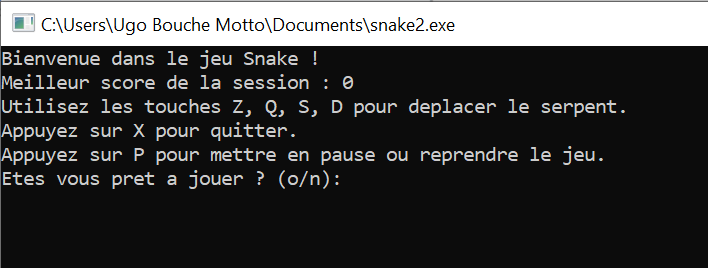 C:\Users\Ugo Bouche Motto\Documents\snake2.exe
Bienvenue dans le jeu Snake !
Meilleur score de la session : 0
Utilisez les touches Z, Q, S, D pour deplacer le serpent.
Appuyez sur X pour quitter.
Appuyez sur P pour mettre en pause ou reprendre le jeu.
Etes vous pret a jouer ? (o/n):